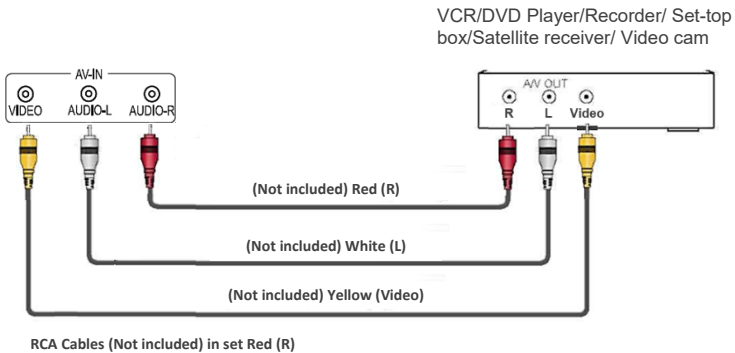 VCR/DVD Player/Recorder/ Set-top
box/Satellite receiver/ Video cam
AV-IN
VIDEO AUDIO-L AUDIO-R
A/V OUT
R L Video
(Not included) Red (R)
(Not included) White (L)
(Not included) Yellow (Video)
RCA Cables (Not included) in set Red (R)